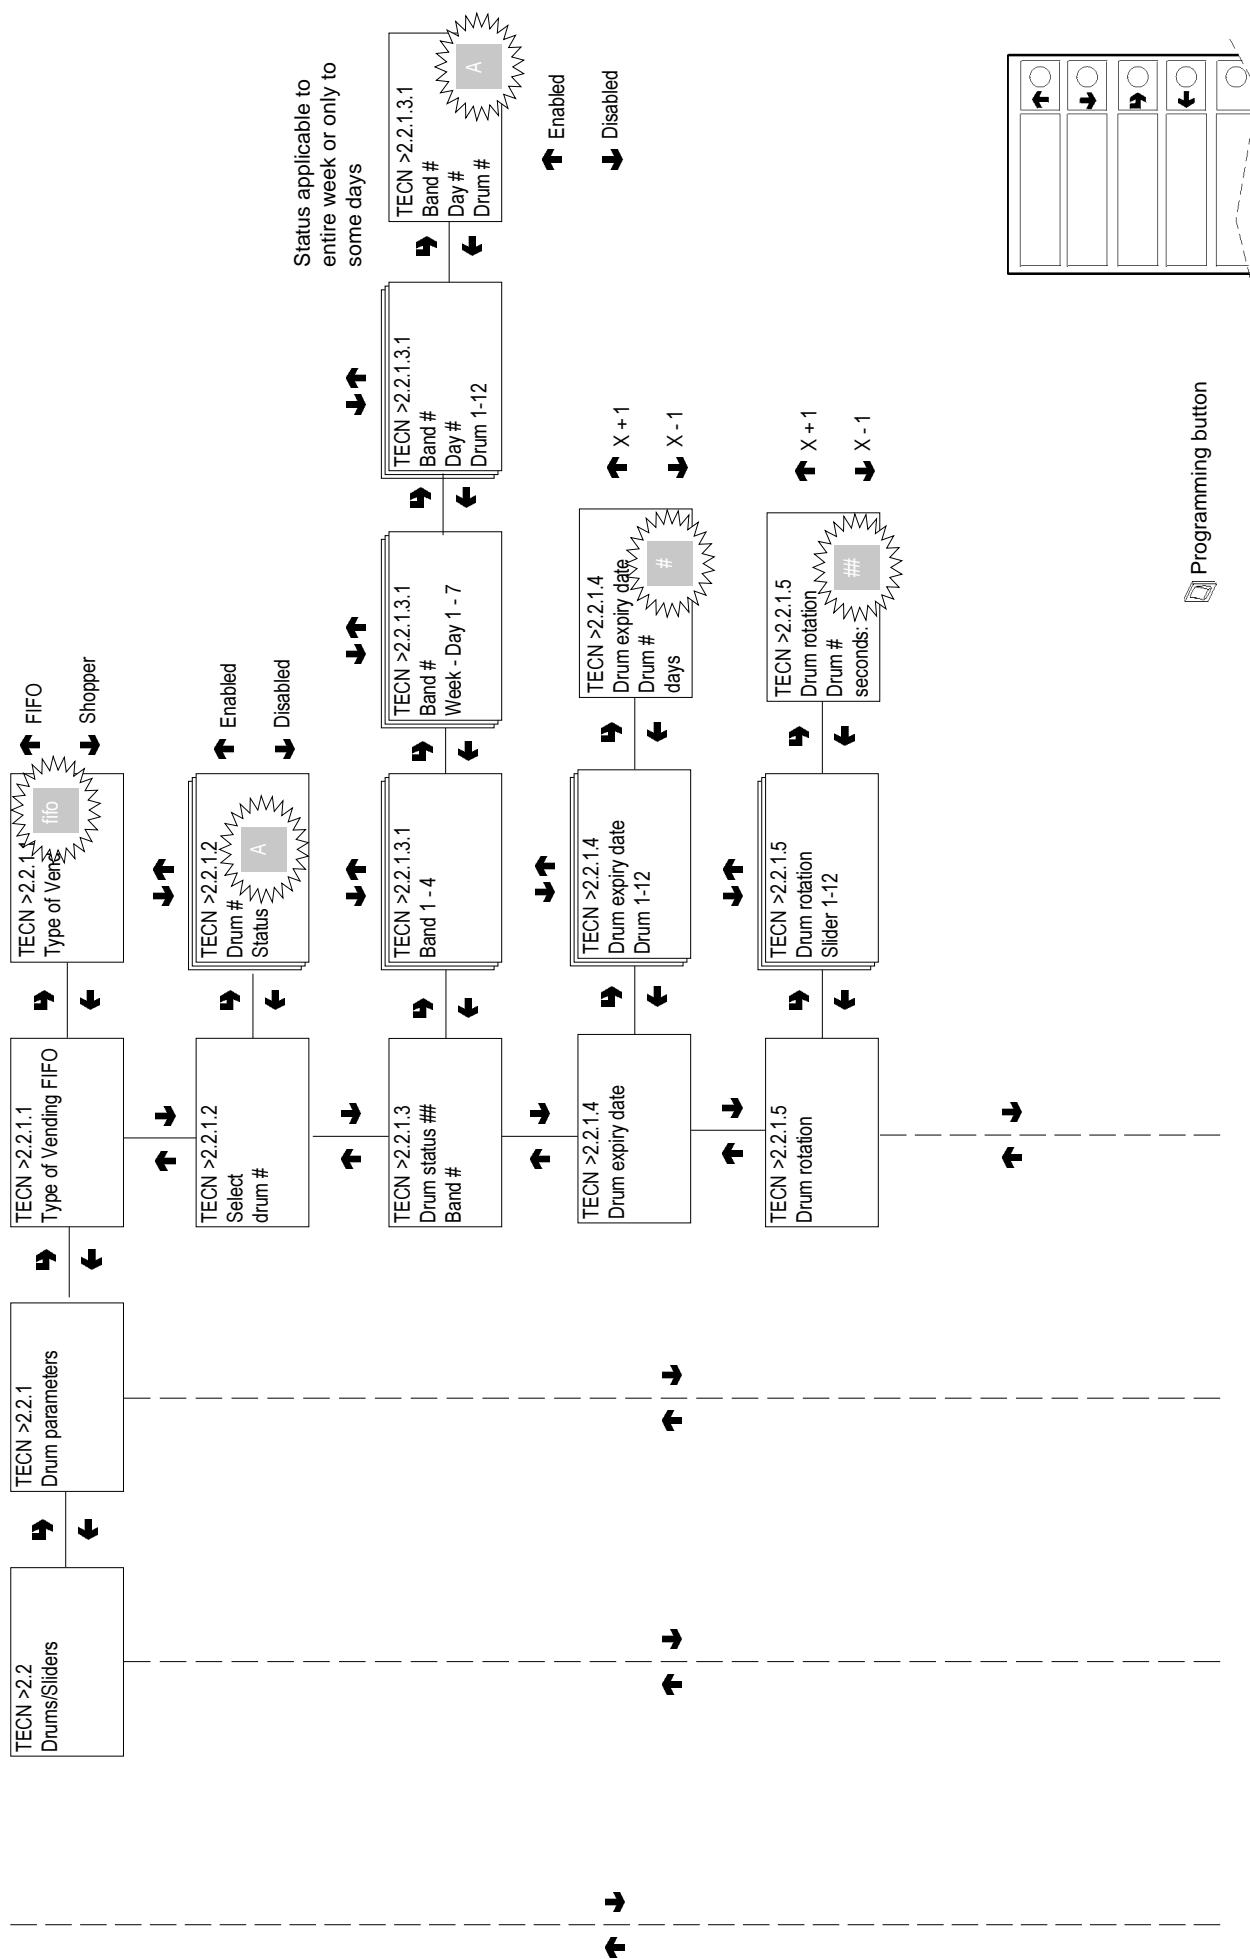 TECN >2.2
Drums/Sliders
TECN >2.2.1
Drum parameters
TECN >2.2.1.1
Type of Vending FIFO
TECN >2.2.1.
Type of Venc
fifo
FIFO
Shopper
TECN >2.2.1.2
Select
drum #
TECN >2.2.1.2
Drum #
Status
A
Enabled
Disabled
TECN >2.2.1.3
Drum status ##
Band #
TECN >2.2.1.3.1
Band 1 - 4
TECN >2.2.1.3.1
Band #
Week - Day 1 - 7
TECN >2.2.1.3.1
Band #
Day #
Drum 1-12
TECN >2.2.1.3.1
Band #
Day #
Drum #
A
Status applicable to
entire week or only to
some days
Enabled
Disabled
TECN >2.2.1.4
Drum expiry date
TECN >2.2.1.4
Drum expiry date
Drum 1-12
TECN >2.2.1.4
Drum expiry date
Drum #
days
#
X + 1
X - 1
TECN >2.2.1.5
Drum rotation
TECN >2.2.1.5
Drum rotation
Slider 1-12
TECN >2.2.1.5
Drum rotation
Drum #
seconds:
##
X + 1
X - 1
Programming button